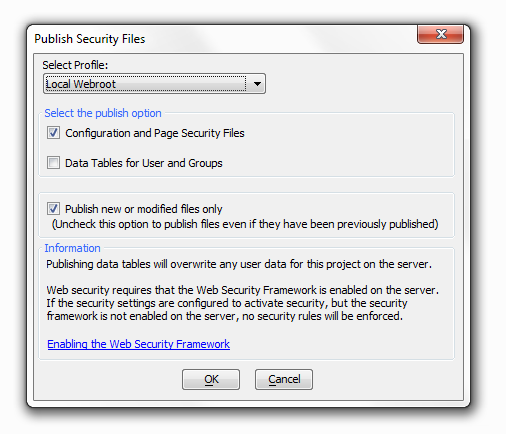 Publish Security Files
Select Profile:
Local Webroot
Select the publish option
Configuration and Page Security Files
Data Tables for User and Groups
Publish new or modified files only
(Uncheck this option to publish files even if they have been previously published)
Information
Publishing data tables will overwrite any user data for this project on the server.
Web security requires that the Web Security Framework is enabled on the server.
If the security settings are configured to activate security, but the security
framework is not enabled on the server, no security rules will be enforced.
Enabling the Web Security Framework
OK
Cancel